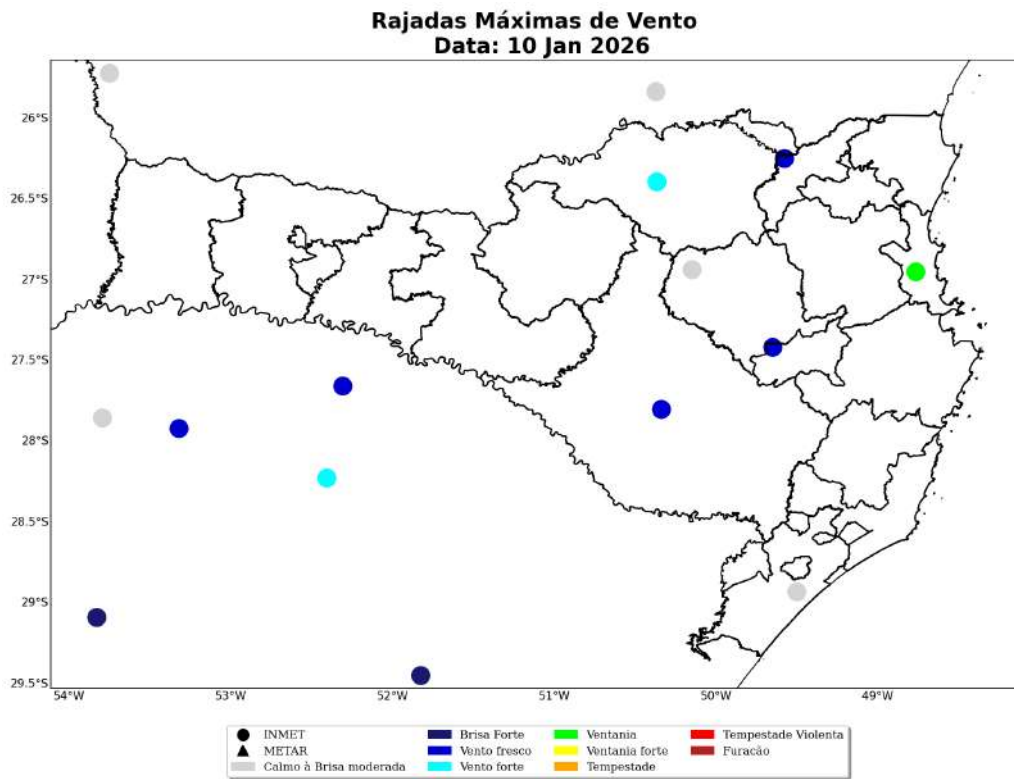 Rajadas Máximas de Vento
Data: 10 Jan 2026
26°S
26.5°S
27°S
27.5°S
28°S
28.5°S
29°S
29.5°S
54°W
53°W
52°W
51°W
50°W
49°W
INMET
METAR
Calmo à Brisa moderada
Brisa Forte
Vento fresco
Vento forte
Ventania
Ventania forte
Tempestade
Tempestade Violenta
Furacão